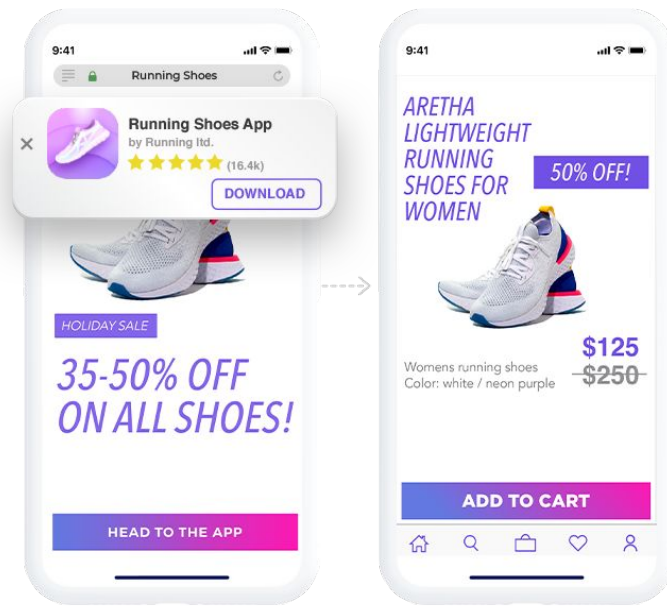 9:41
Running Shoes
Running Shoes App
by Running ltd.
(16.4k)
DOWNLOAD
HOLIDAY SALE
35-50% OFF
ON ALL SHOES!
HEAD TO THE APP
9:41
ARETHA
LIGHTWEIGHT
RUNNING
SHOES FOR
WOMEN
50% OFF!
$125
$250
Womens running shoes
Color: white / neon purple
ADD TO CART